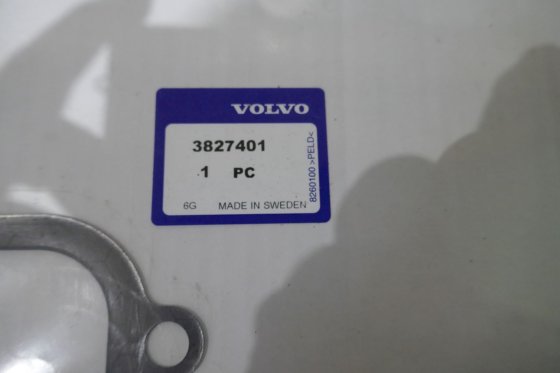 VOLVO
3827401
1 PC
6G MADE IN SWEDEN
8260100 >PELD<